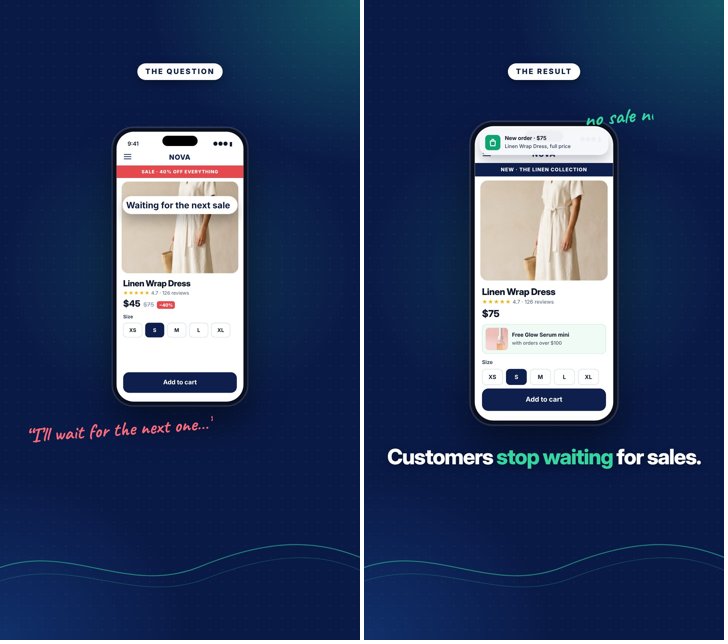 THE QUESTION
9:41
NOVA
SALE · 40% OFF EVERYTHING
Waiting for the next sale
Linen Wrap Dress
★★★★★ 4.7 · 126 reviews
$45 $75 -40%
Size
XS S M L XL
Add to cart
“I'll wait for the next one...’
THE RESULT
no sale
New order · $75
Linen Wrap Dress, full price
NOVA
NEW · THE LINEN COLLECTION
Linen Wrap Dress
★★★★★ 4.7 · 126 reviews
$75
Free Glow Serum mini
with orders over $100
Size
XS S M L XL
Add to cart
Customers stop waiting for sales.